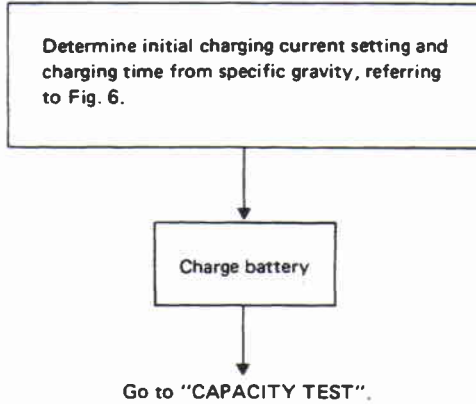 Determine initial charging current setting and
charging time from specific gravity, referring
to Fig. 6.
Charge battery
Go to "CAPACITY TEST".